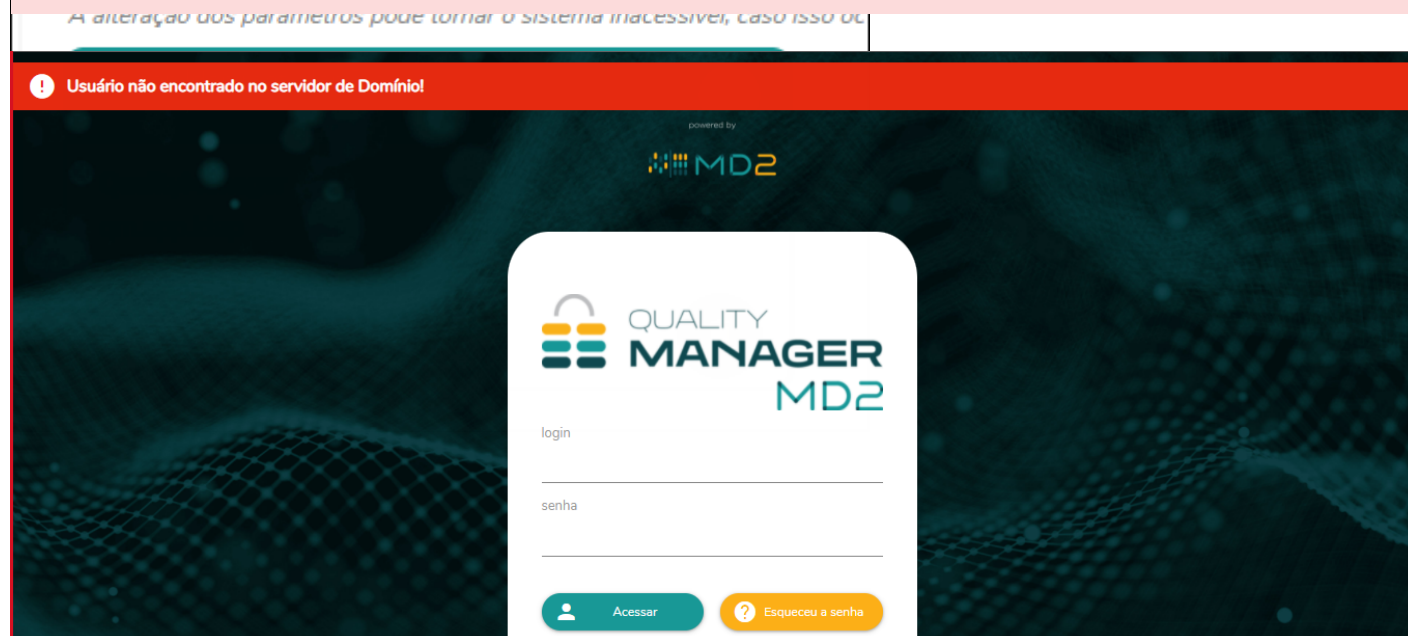 A alteração dos parâmetros pode tornar o sistema inacessível, caso isso oc
Usuário não encontrado no servidor de Domínio!
powered by
MD2
QUALITY
MANAGER
MD2
login
senha
Acessar
Esqueceu a senha